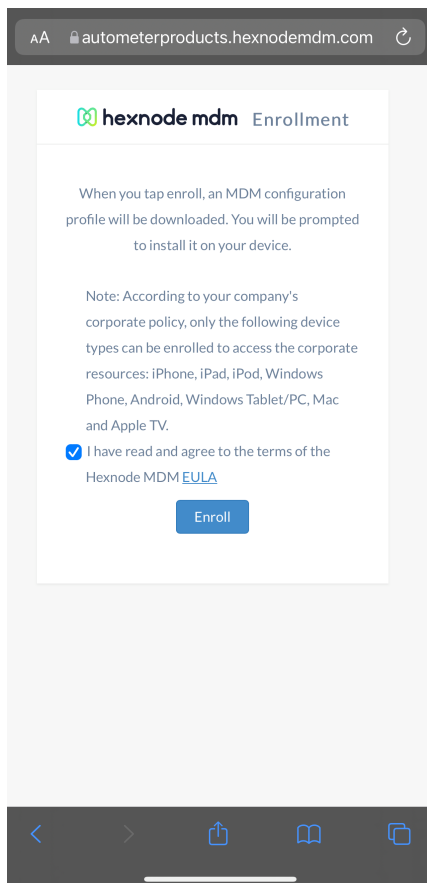 AA autometerproducts.hexnodemdm.com
hexnode mdm Enrollment
When you tap enroll, an MDM configuration
profile will be downloaded. You will be prompted
to install it on your device.
Note: According to your company's
corporate policy, only the following device
types can be enrolled to access the corporate
resources: iPhone, iPad, iPod, Windows
Phone, Android, Windows Tablet/PC, Mac
and Apple TV.
I have read and agree to the terms of the
Hexnode MDM EULA
Enroll